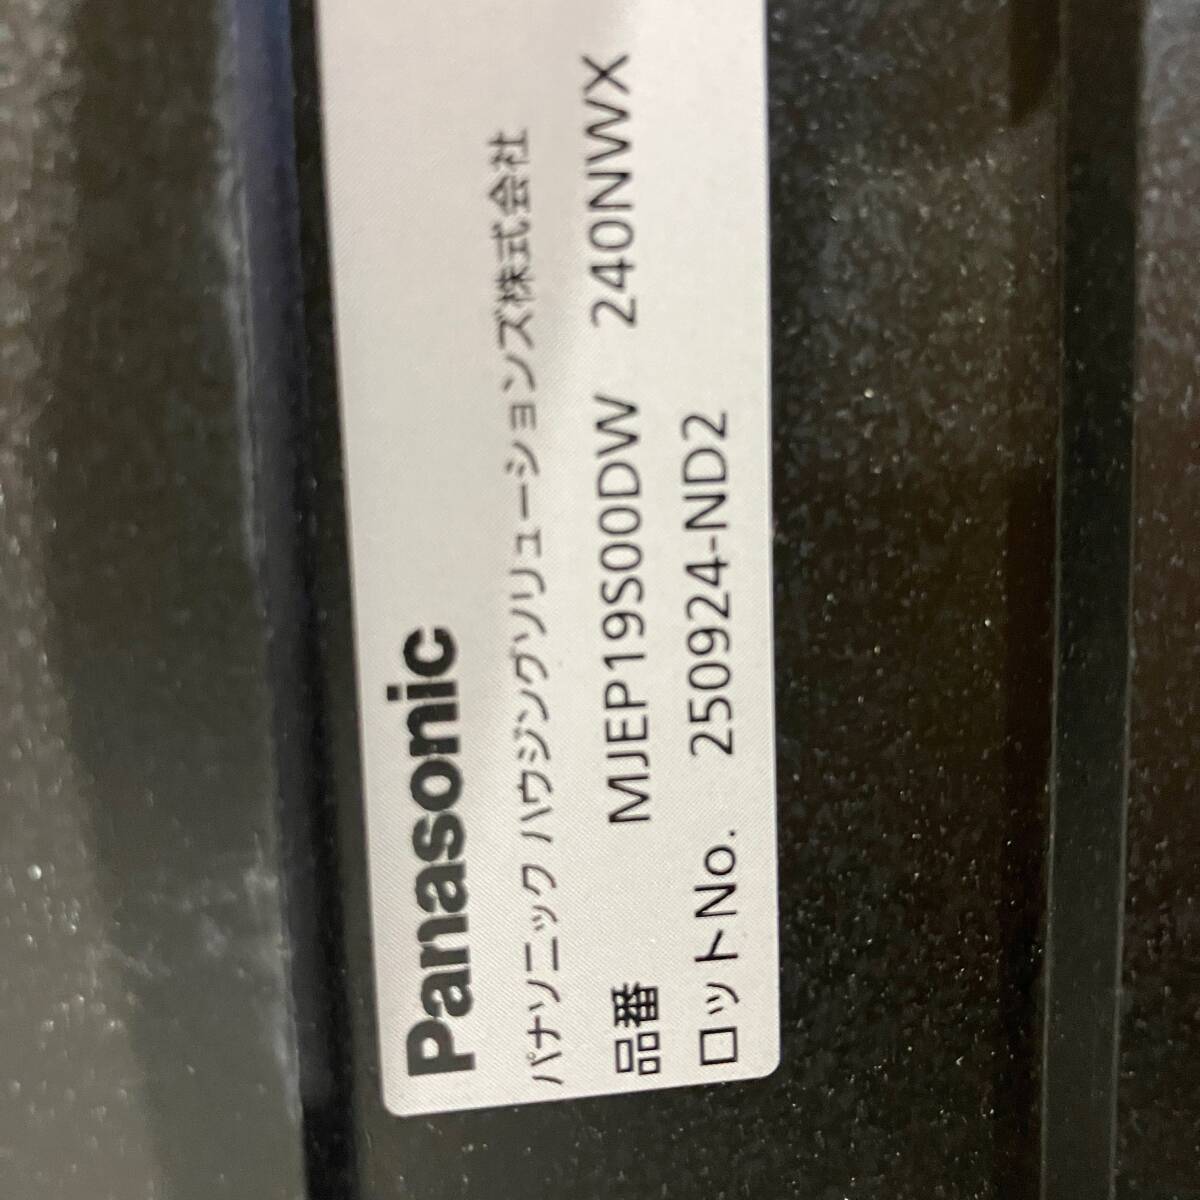 Panasonic
パナソニック ハウジングソリューションズ株式会社
品番 MJEP19S00DW 240NWX
ロットNo. 250924-ND2